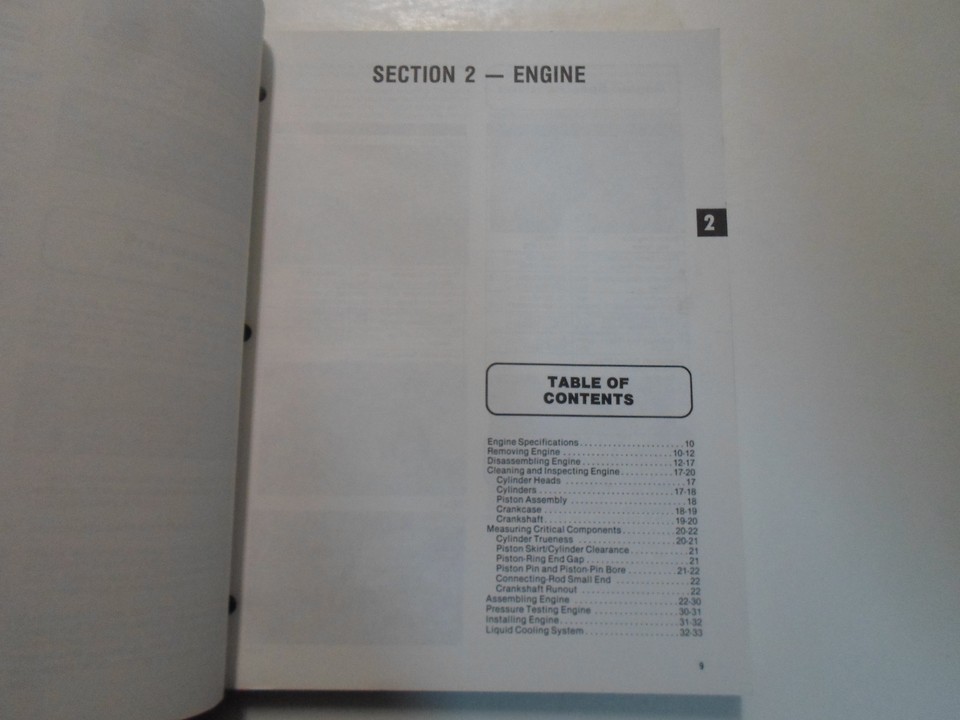 SECTION 2 — ENGINE
2
TABLE OF
CONTENTS
Engine Specifications......................10
Removing Engine......................10-12
Disassembling Engine...................12-17
Cleaning and Inspecting Engine...........17-20
Cylinder Heads.........................17
Cylinders............................17-18
Piston Assembly........................18
Crankcase...........................18-19
Crankshaft...........................19-20
Measuring Critical Components...........20-22
Cylinder Trueness.....................20-21
Piston Skirt/Cylinder Clearance............21
Piston-Ring End Gap.....................21
Piston Pin and Piston-Pin Bore..........21-22
Connecting-Rod Small End...............22
Crankshaft Runout......................22
Assembling Engine......................22-30
Pressure Testing Engine.................30-31
Installing Engine........................31-32
Liquid Cooling System...................32-33
9